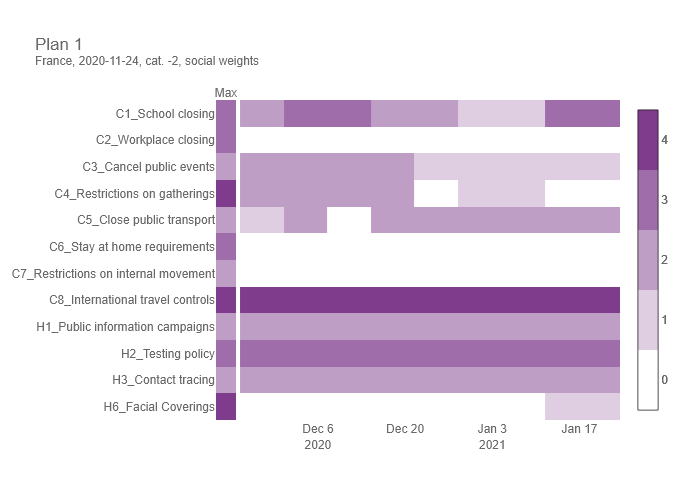 Plan 1
France, 2020-11-24, cat. -2, social weights
Max
C1_School closing
C2_Workplace closing
C3_Cancel public events
C4_Restrictions on gatherings
C5_Close public transport
C6_Stay at home requirements
C7_Restrictions on internal movement
C8_International travel controls
H1_Public information campaigns
H2_Testing policy
H3_Contact tracing
H6_Facial Coverings
4
3
2
1
0
Dec 6 Dec 20 Jan 3 Jan 17
2020 2021